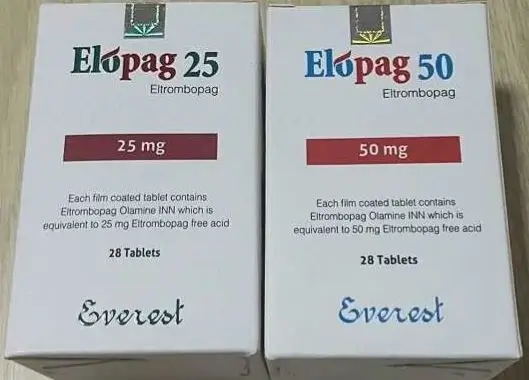 Elopag 25
Eltrombopag
25 mg
Each film coated tablet contains
Eltrombopag Olamine INN which is
equivalent to 25 mg Eltrombopag free acid
28 Tablets
Everest
Elopag 50
Eltrombopag
50 mg
Each film coated tablet contains
Eltrombopag Olamine INN which is
equivalent to 50 mg Eltrombopag free acid
28 Tablets
Everest